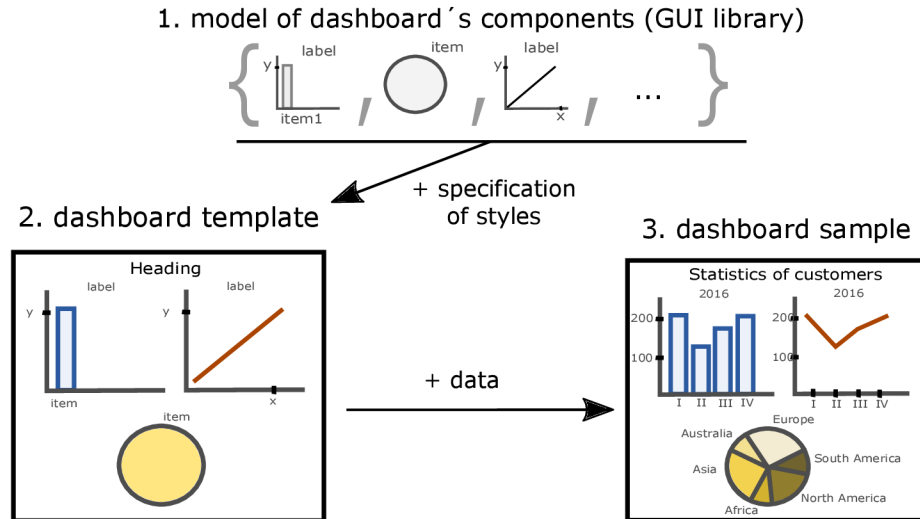 1. model of dashboard´s components (GUI library)
{ , , , ... }
label
y
item1
item
label
y
x
+ specification
of styles
2. dashboard template
Heading
label
y
item
label
y
x
item
+ data
3. dashboard sample
Statistics of customers
2016
200
100
I II III IV
2016
200
100
I II III IV
Europe
Australia
South America
Asia
North America
Africa